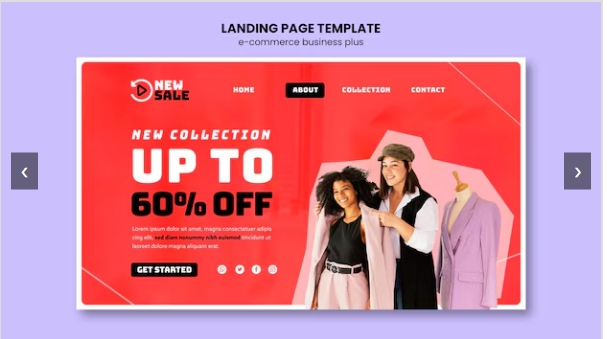 LANDING PAGE TEMPLATE
e-commerce business plus
NEW
SALE
HOME ABOUT COLLECTION CONTACT
NEW COLLECTION
UP TO
60% OFF
Lorem ipsum dolor sit amet, magna consectetuer adipis
cing elit, sed diam nonummy nibh euismod tincidunt ut
laoreet dolore magna aliquam erat.
GET STARTED